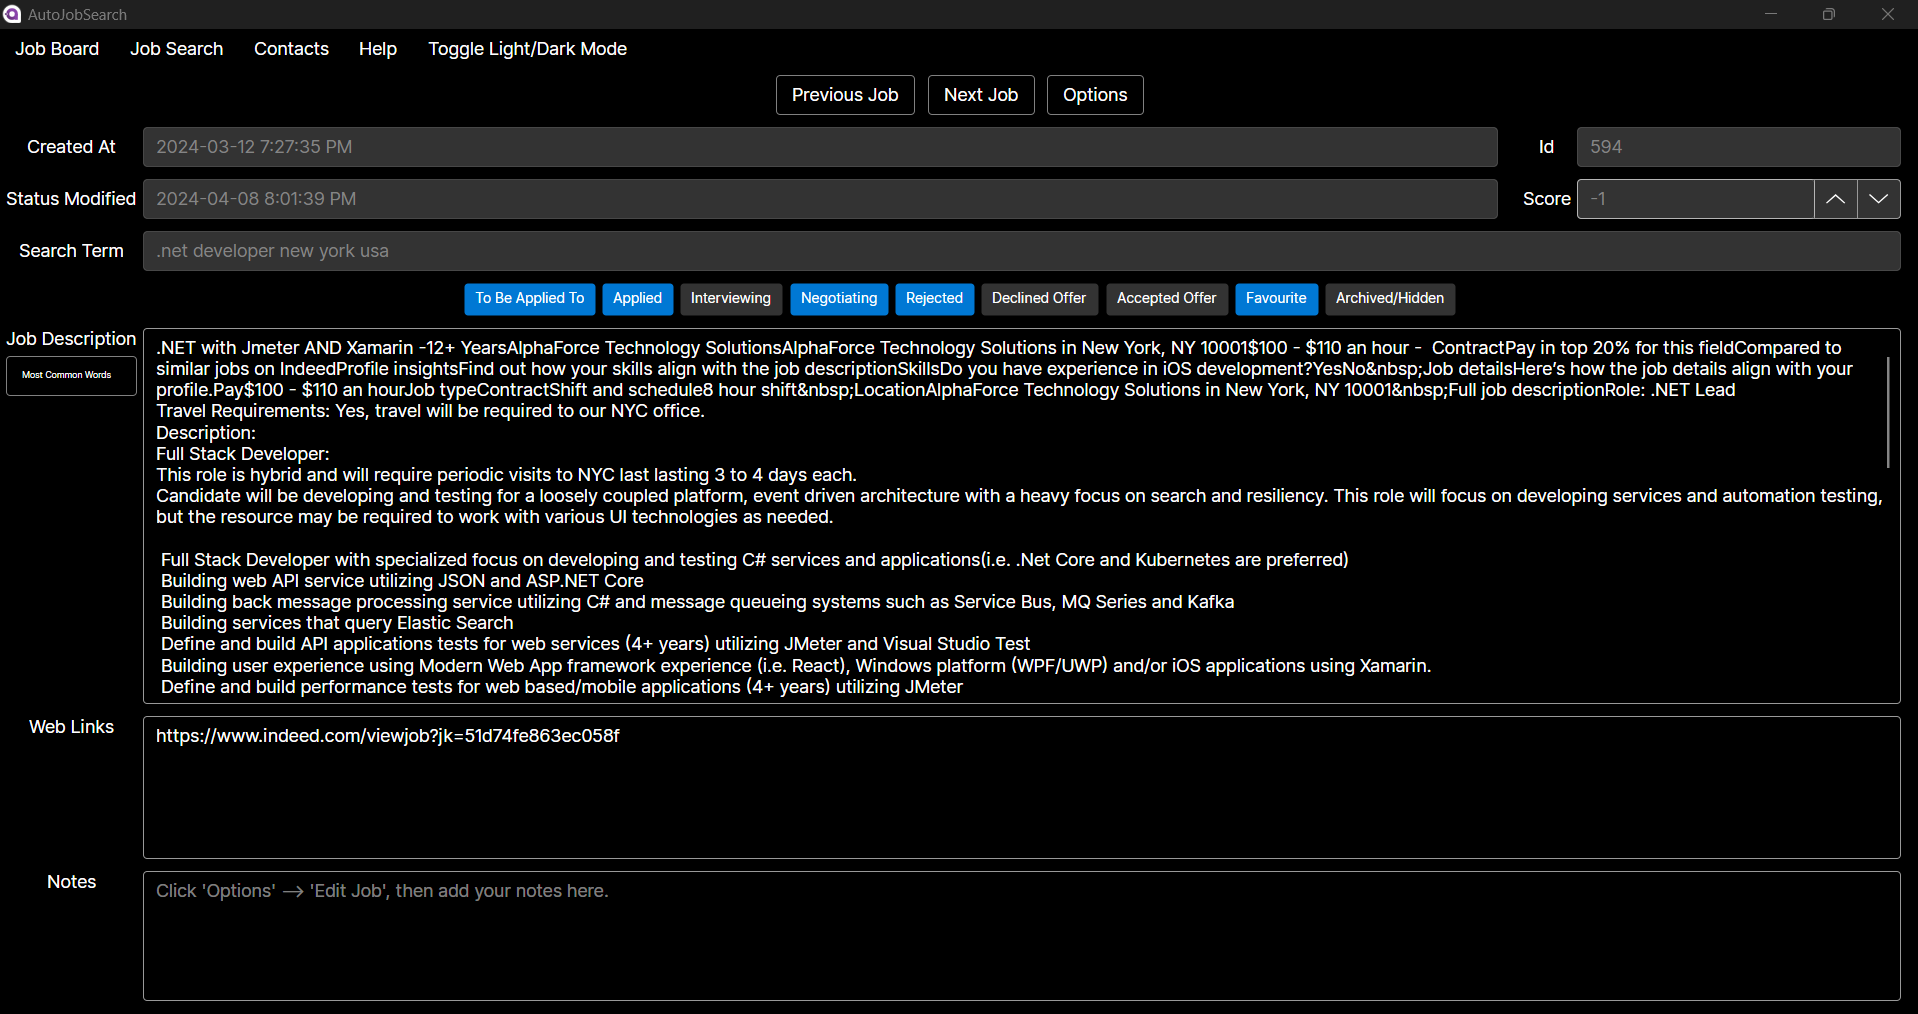 AutoJobSearch
Job Board Job Search Contacts Help Toggle Light/Dark Mode
Previous Job Next Job Options
Created At 2024-03-12 7:27:35 PM Id 594
Status Modified 2024-04-08 8:01:39 PM Score -1
Search Term .net developer new york usa
To Be Applied To Applied Interviewing Negotiating Rejected Declined Offer Accepted Offer Favourite Archived/Hidden
Job Description
Most Common Words
.NET with Jmeter AND Xamarin -12+ YearsAlphaForce Technology SolutionsAlphaForce Technology Solutions in New York, NY 10001$100 - $110 an hour -  ContractPay in top 20% for this fieldCompared to
similar jobs on IndeedProfile insightsFind out how your skills align with the job descriptionSkillsDo you have experience in iOS development?YesNo&nbsp;Job detailsHere's how the job details align with your
profile.Pay$100 - $110 an hourJob typeContractShift and schedule8 hour shift&nbsp;LocationAlphaForce Technology Solutions in New York, NY 10001&nbsp;Full job descriptionRole: .NET Lead
Travel Requirements: Yes, travel will be required to our NYC office.
Description:
Full Stack Developer:
This role is hybrid and will require periodic visits to NYC last lasting 3 to 4 days each.
Candidate will be developing and testing for a loosely coupled platform, event driven architecture with a heavy focus on search and resiliency. This role will focus on developing services and automation testing,
but the resource may be required to work with various UI technologies as needed.
Full Stack Developer with specialized focus on developing and testing C# services and applications(i.e. .Net Core and Kubernetes are preferred)
Building web API service utilizing JSON and ASP.NET Core
Building back message processing service utilizing C# and message queueing systems such as Service Bus, MQ Series and Kafka
Building services that query Elastic Search
Define and build API applications tests for web services (4+ years) utilizing JMeter and Visual Studio Test
Building user experience using Modern Web App framework experience (i.e. React), Windows platform (WPF/UWP) and/or iOS applications using Xamarin.
Define and build performance tests for web based/mobile applications (4+ years) utilizing JMeter
Web Links
https://www.indeed.com/viewjob?jk=51d74fe863ec058f
Notes
Click 'Options' --> 'Edit Job', then add your notes here.